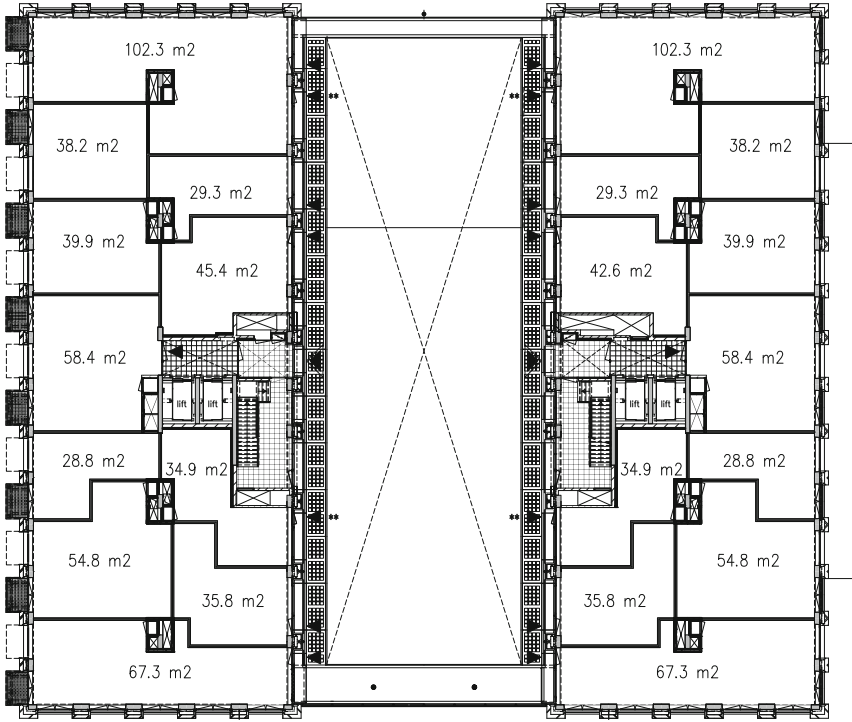 102.3 m2
102.3 m2
**
**
38.2 m2
38.2 m2
29.3 m2
29.3 m2
39.9 m2
39.9 m2
45.4 m2
42.6 m2
58.4 m2
58.4 m2
lift
lift
lift
lift
28.8 m2
34.9 m2
34.9 m2
28.8 m2
**
**
54.8 m2
54.8 m2
35.8 m2
35.8 m2
67.3 m2
67.3 m2